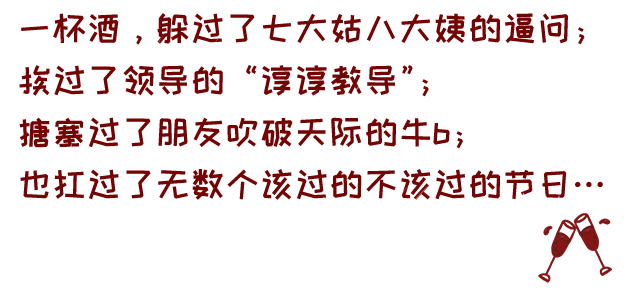 一杯酒，躲过了七大姑八大姨的逼问；
挨过了领导的“谆谆教导”；
搪塞过了朋友吹破天际的牛b；
也扛过了无数个该过的不该过的节日…